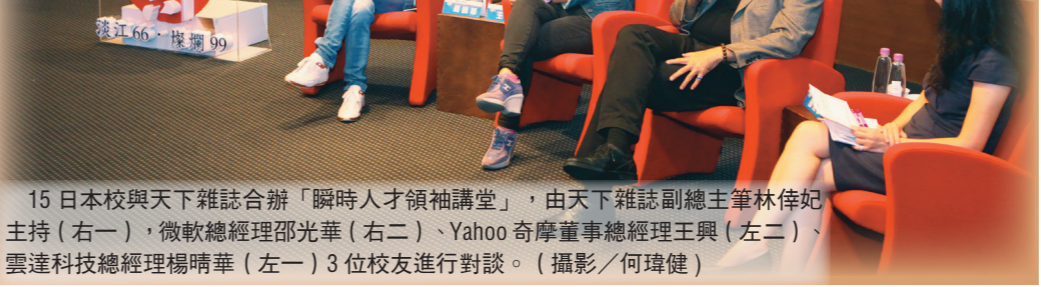 淡江66．燦爛99
15 日本校與天下雜誌合辦「瞬時人才領袖講堂」，由天下雜誌副總主筆林倖妃
主持（右一），微軟總經理邵光華（右二）、Yahoo 奇摩董事總經理王興（左二）、
雲達科技總經理楊晴華（左一）3 位校友進行對談。（攝影／何瑋健）